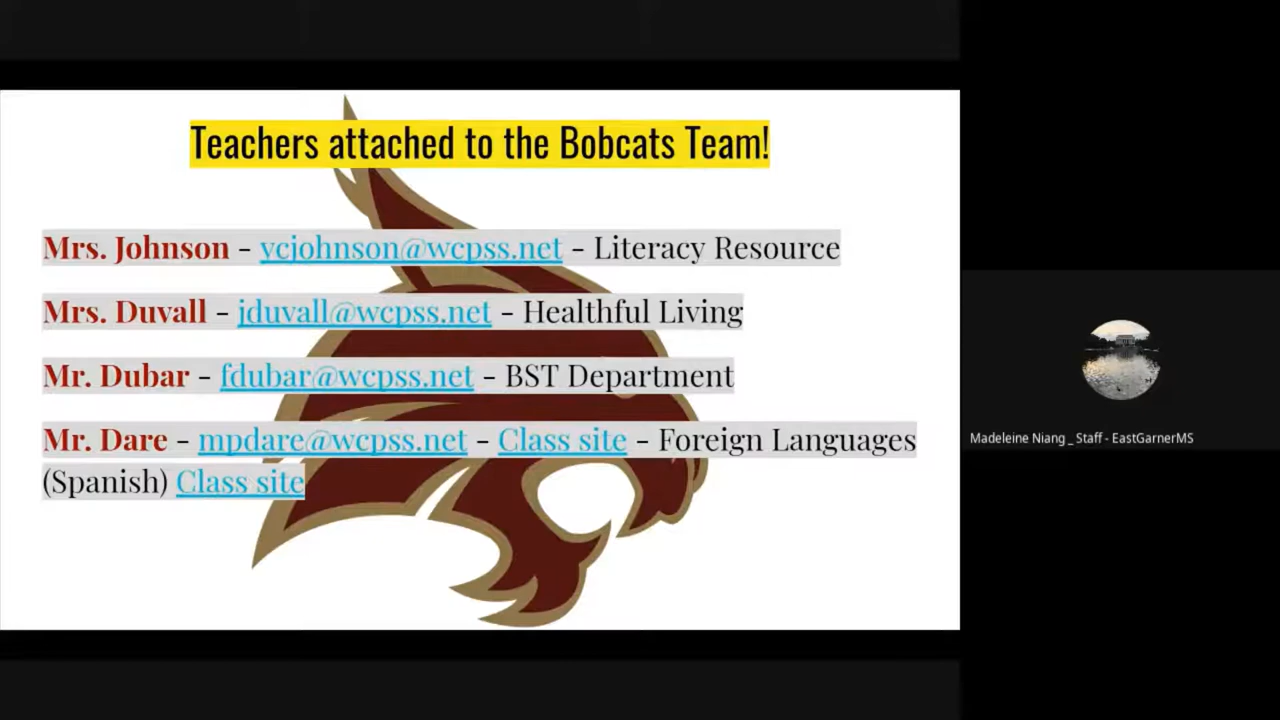 Teachers attached to the Bobcats Team!
Mrs. Johnson - ycjohnson@wcpss.net - Literacy Resource
Mrs. Duvall - jduvall@wcpss.net - Healthful Living
Mr. Dubar - fdubar@wcpss.net - BST Department
Mr. Dare - mpdare@wcpss.net - Class site - Foreign Languages
(Spanish) Class site
Madeleine Niang _ Staff - EastGarnerMS